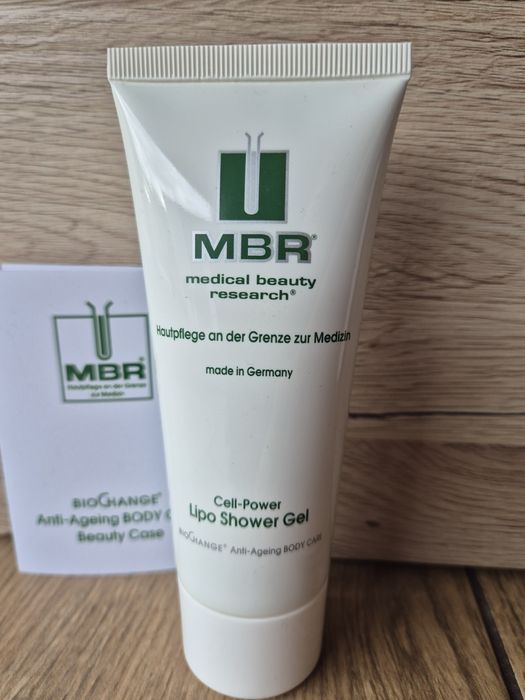 MBR®
medical beauty
research®
Hautpflege an der Grenze zur Medizin
made in Germany
Cell-Power
Lipo Shower Gel
BIOCHANGE® Anti-Ageing BODY CARE
MBR®
Hautpflege an der Grenze
zur Medizin
BIOCHANGE®
Anti-Ageing BODY
Beauty Case